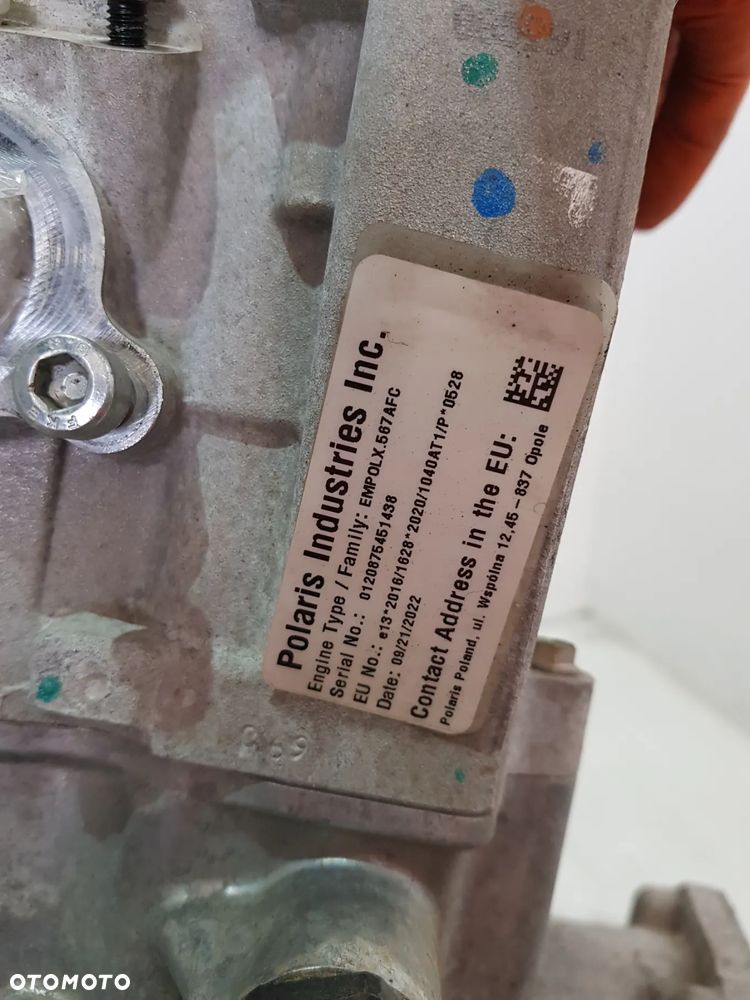 Polaris Industries Inc.
Engine Type / Family: EMPOLX.567AFC
Serial No.: 0120875451438
EU No.: e13*2016/1628*2020/1040AT1/P*0528
Date: 09/21/2022
Contact Address in the EU:
Polaris Poland, ul. Wspólna 12,45-837 Opole
OTOMOTO